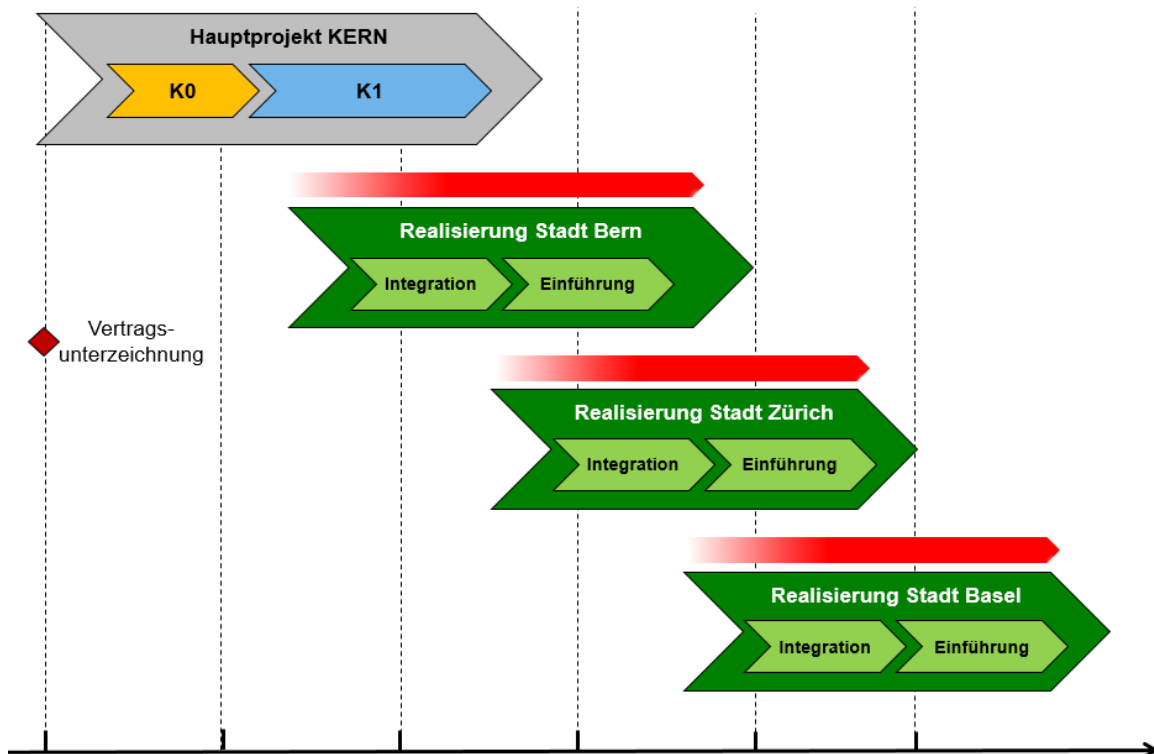 Hauptprojekt KERN
K0
K1
Realisierung Stadt Bern
Integration
Einführung
Vertrags-
unterzeichnung
Realisierung Stadt Zürich
Integration
Einführung
Realisierung Stadt Basel
Integration
Einführung